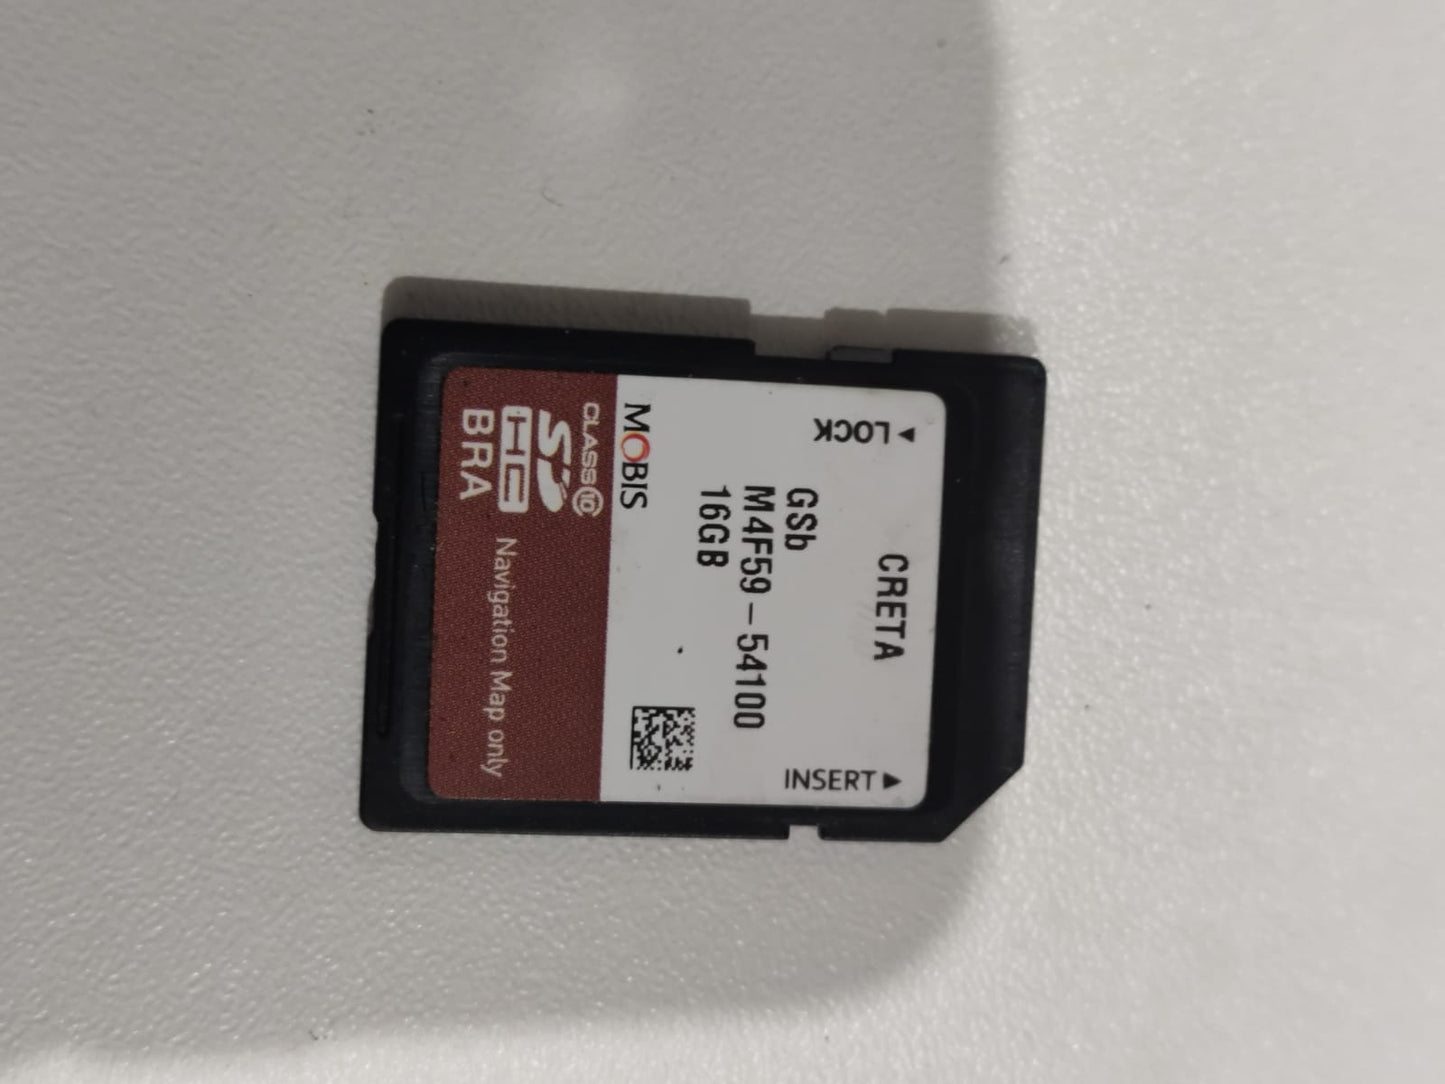 ◀ LOCK
CRETA
INSERT ▶
GSb
M4F59-54100
16GB
MOBIS
CLASS 10
SD
HC
BRA
Navigation Map only